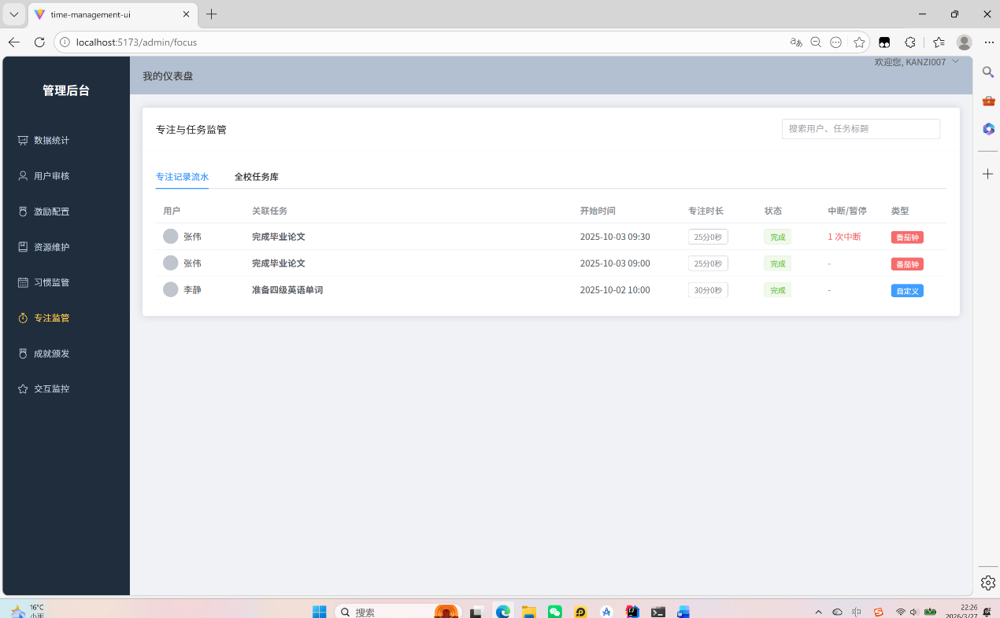 time-management-ui
localhost:5173/admin/focus
管理后台
数据统计
用户审核
激励配置
资源维护
习惯监管
专注监管
成就颁发
交互监控
我的仪表盘
欢迎您, KANZI007
专注与任务监管
搜索用户、任务标题
专注记录流水 全校任务库
用户 关联任务 开始时间 专注时长 状态 中断/暂停 类型
张伟 完成毕业论文 2025-10-03 09:30 25分0秒 完成 1 次中断 番茄钟
张伟 完成毕业论文 2025-10-03 09:00 25分0秒 完成 - 番茄钟
李静 准备四级英语单词 2025-10-02 10:00 30分0秒 完成 - 自定义
16°C
小雨
搜索
中
22:26
2026/3/27